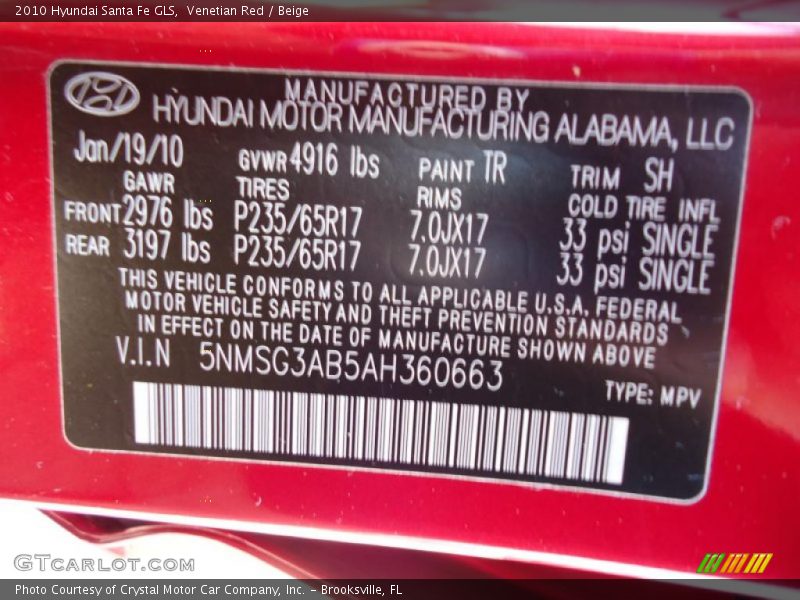 2010 Hyundai Santa Fe GLS,  Venetian Red / Beige
MANUFACTURED BY
HYUNDAI MOTOR MANUFACTURING ALABAMA, LLC
Jan/19/10 GVWR 4916 lbs PAINT TR TRIM SH
GAWR TIRES RIMS COLD TIRE INFL
FRONT 2976 lbs P235/65R17 7.0JX17 33 psi SINGLE
REAR 3197 lbs P235/65R17 7.0JX17 33 psi SINGLE
THIS VEHICLE CONFORMS TO ALL APPLICABLE U.S.A. FEDERAL
MOTOR VEHICLE SAFETY AND THEFT PREVENTION STANDARDS
IN EFFECT ON THE DATE OF MANUFACTURE SHOWN ABOVE
V.I.N 5NMSG3AB5AH360663
TYPE: MPV
GTCARLOT.COM
Photo Courtesy of Crystal Motor Car Company, Inc. – Brooksville, FL